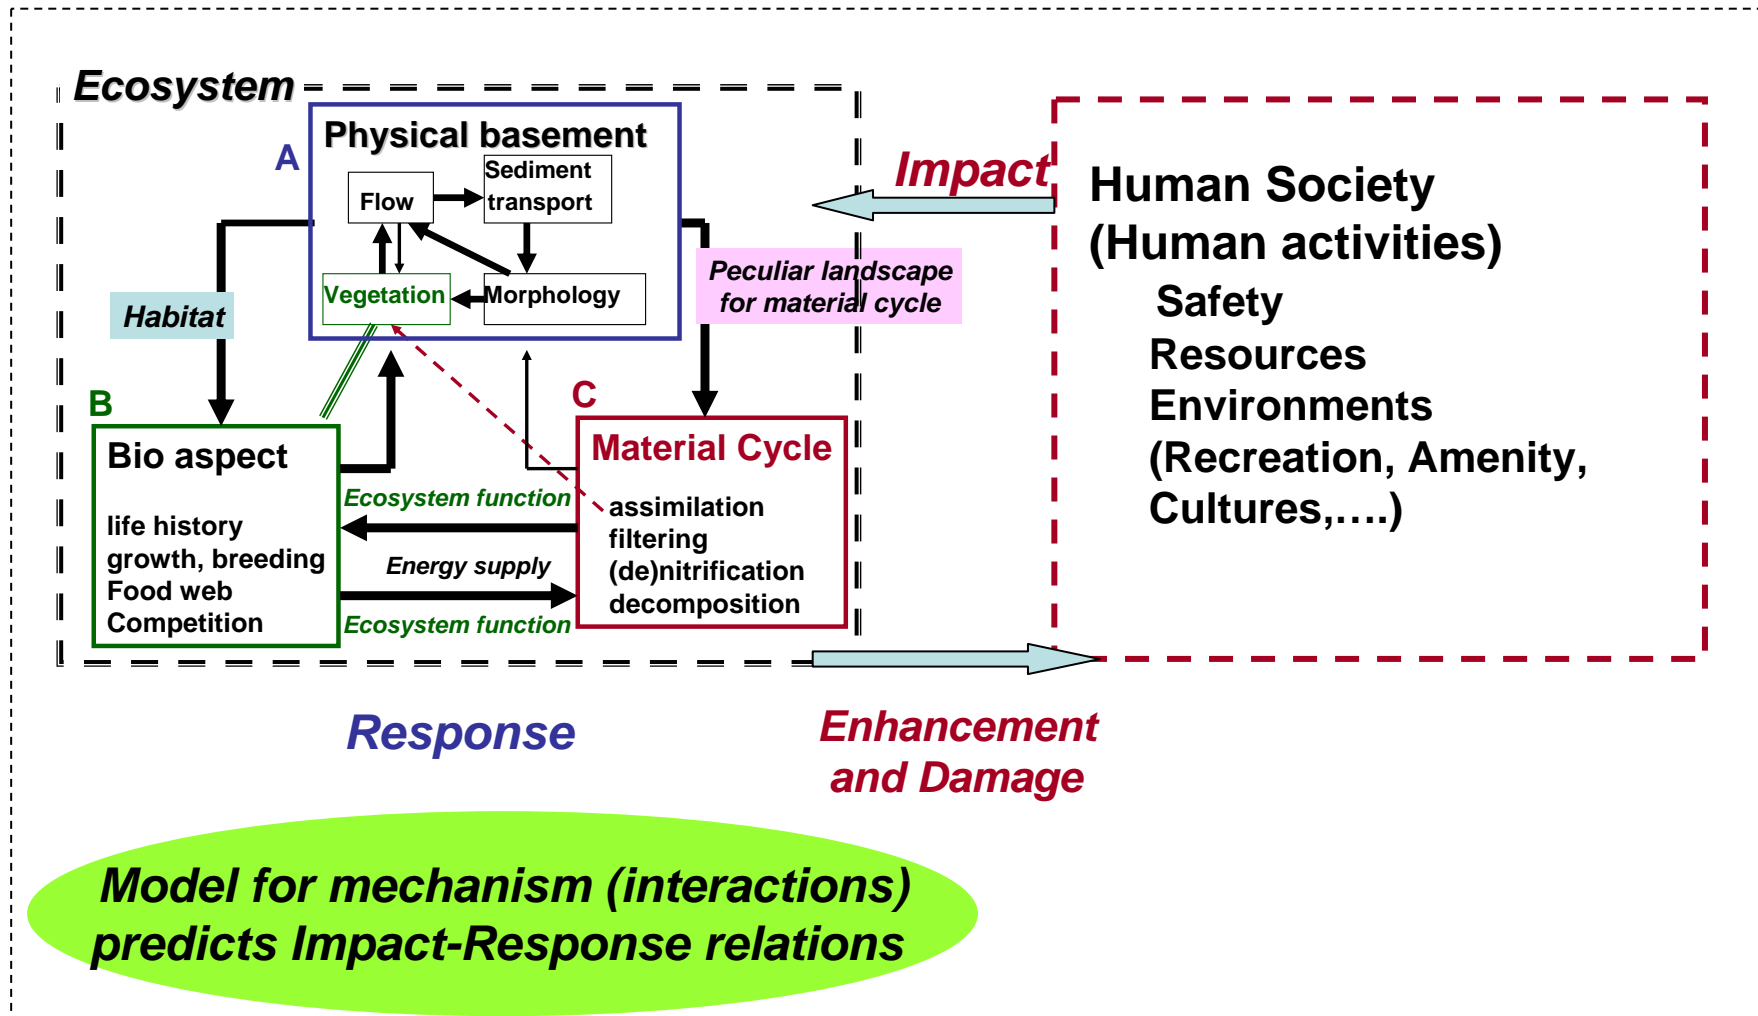 Ecosystem
A
Physical basement
Flow
Sediment
transport
Vegetation
Morphology
Habitat
Peculiar landscape
for material cycle
B
Bio aspect
life history
growth, breeding
Food web
Competition
Ecosystem function
Energy supply
Ecosystem function
C
Material Cycle
assimilation
filtering
(de)nitrification
decomposition
Impact
Human Society
(Human activities)
Safety
Resources
Environments
(Recreation, Amenity,
Cultures,....)
Response
Enhancement
and Damage
Model for mechanism (interactions)
predicts Impact-Response relations